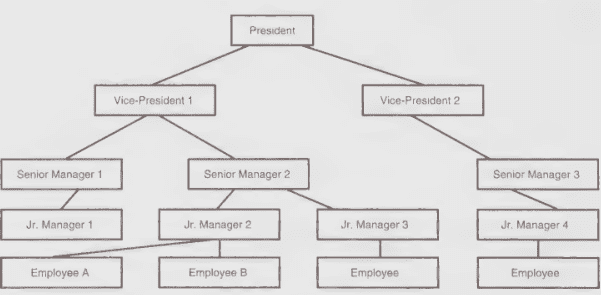 President
Vice-President 1
Vice-President 2
Senior Manager 1
Senior Manager 2
Senior Manager 3
Jr. Manager 1
Jr. Manager 2
Jr. Manager 3
Jr. Manager 4
Employee A
Employee B
Employee
Employee